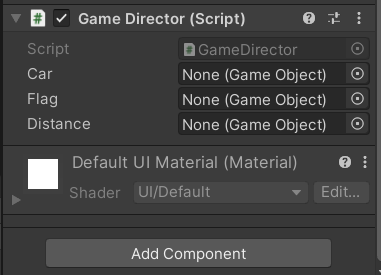 Game Director (Script)
Script GameDirector
Car None (Game Object)
Flag None (Game Object)
Distance None (Game Object)
Default UI Material (Material)
Shader UI/Default Edit...
Add Component